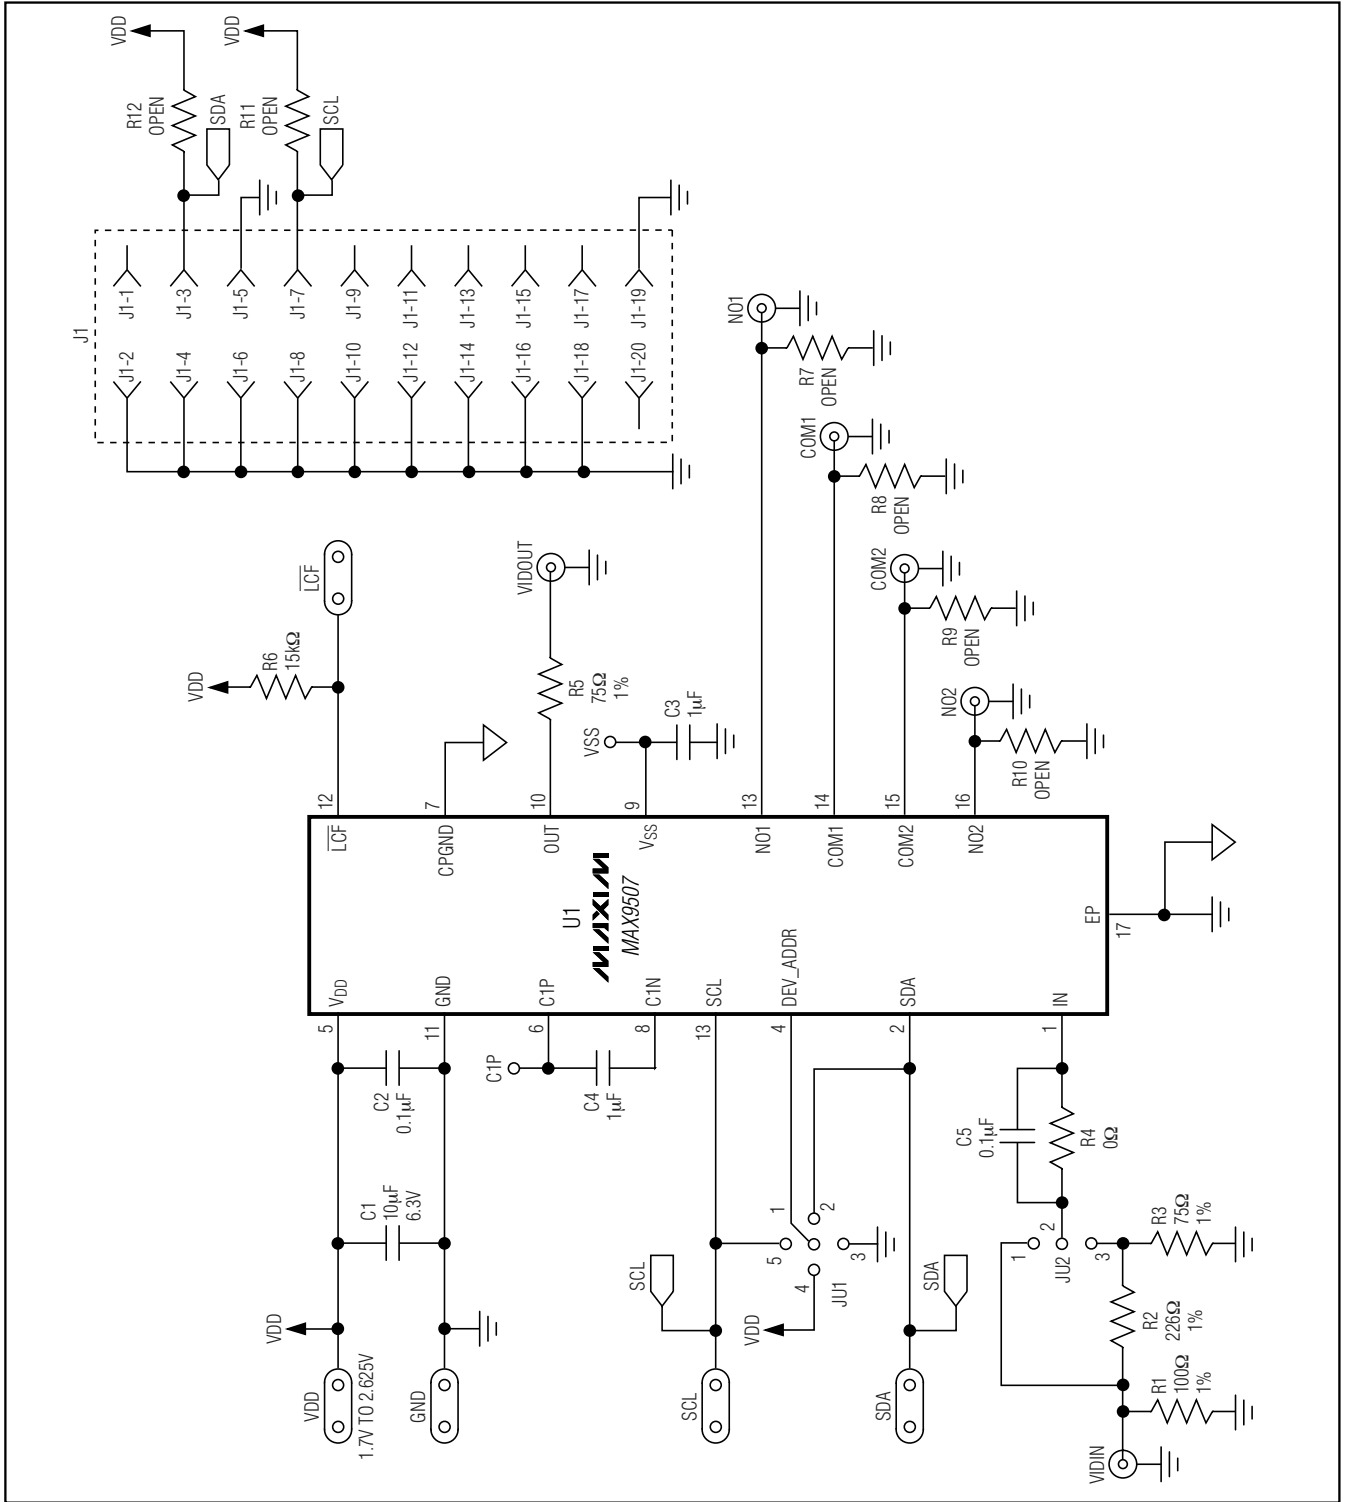 VDD
1.7V TO 2.625V
GND
VDD
C1
10µF
6.3V
C2
0.1µF
5
VDD
11
GND
C1P
C4
1µF
6
C1P
8
C1N
SCL
SCL
13
SCL
VDD
JU1
1
2
3
4
5
4
DEV_ADDR
SDA
SDA
2
SDA
VIDIN
R1
100Ω
1%
R2
226Ω
1%
R3
75Ω
1%
JU2
1
2
3
C5
0.1µF
R4
0Ω
1
IN
U1
MAXIM
MAX9507
EP
17
LCF
12
VDD
R6
15kΩ
LCF
CPGND
7
OUT
10
R5
75Ω
1%
VIDOUT
VSS
9
VSS
C3
1µF
NO1
13
R7
OPEN
NO1
COM1
14
R8
OPEN
COM1
COM2
15
R9
OPEN
COM2
NO2
16
R10
OPEN
NO2
J1
J1-2 J1-1
J1-4 J1-3
J1-6 J1-5
J1-8 J1-7
J1-10 J1-9
J1-12 J1-11
J1-14 J1-13
J1-16 J1-15
J1-18 J1-17
J1-20 J1-19
R12
OPEN
SDA
VDD
R11
OPEN
SCL
VDD